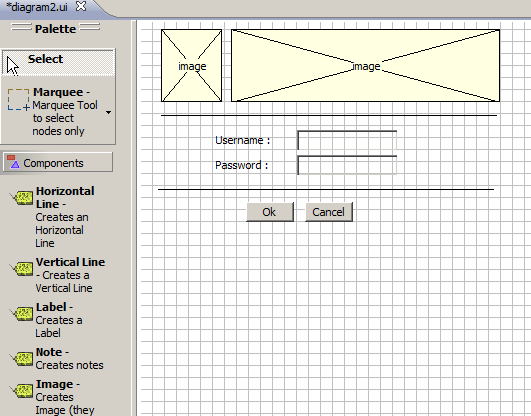 *diagram2.ui
Palette
Select
Marquee -
Marquee Tool
to select
nodes only
Components
Horizontal
Line -
Creates an
Horizontal
Line
Vertical Line
- Creates a
Vertical Line
Label -
Creates a
Label
Note -
Creates notes
Image -
Creates
Image (they
image
image
Username :
Password :
Ok
Cancel